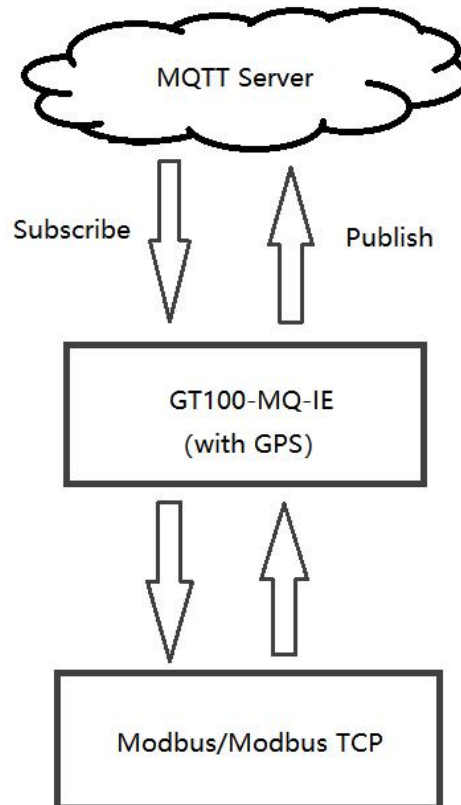 MQTT Server
Subscribe
Publish
GT100-MQ-IE
(with GPS)
Modbus/Modbus TCP